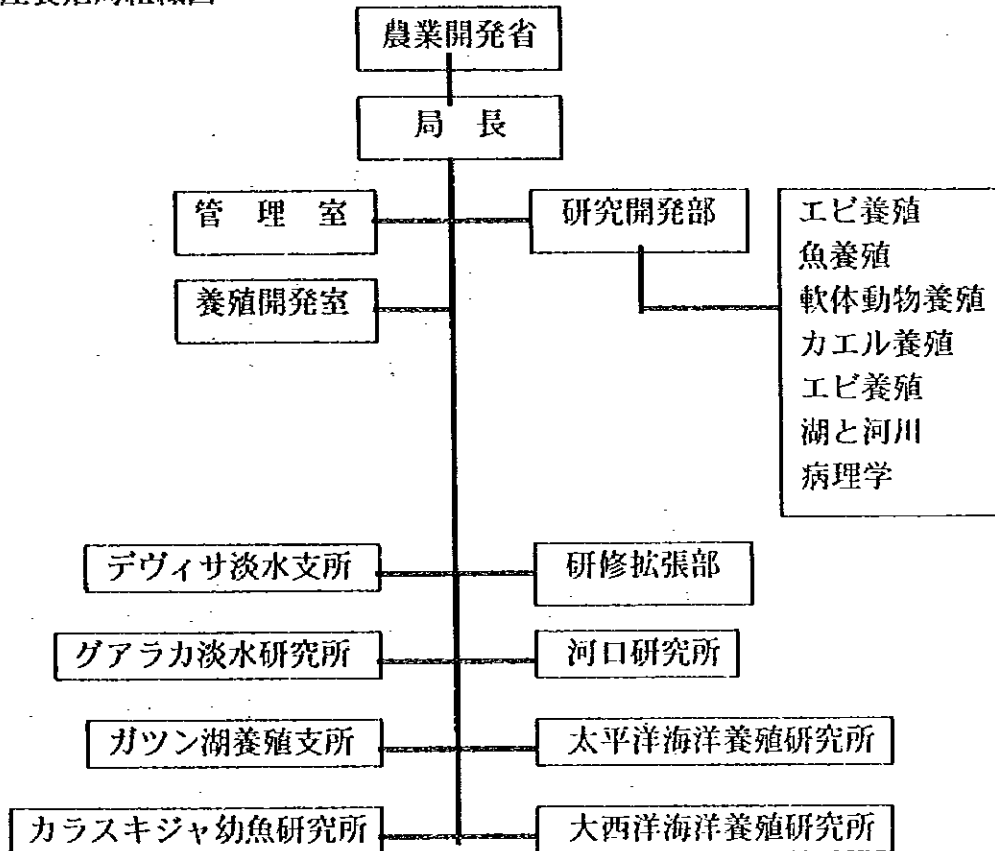 農業開発省
局 長
管 理 室
研究開発部
エビ養殖
魚養殖
軟体動物養殖
カエル養殖
エビ養殖
湖と河川
病理学
養殖開発室
デヴィサ淡水支所
研修拡張部
グアラカ淡水研究所
河口研究所
ガツン湖養殖支所
太平洋海洋養殖研究所
カラスキジャ幼魚研究所
大西洋海洋養殖研究所